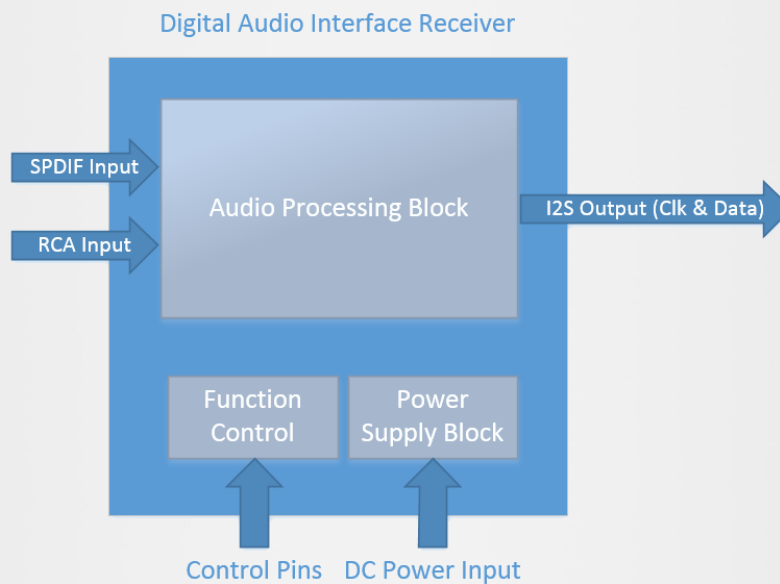 Digital Audio Interface Receiver
SPDIF Input
RCA Input
Audio Processing Block
I2S Output (Clk & Data)
Function
Control
Power
Supply Block
Control Pins
DC Power Input